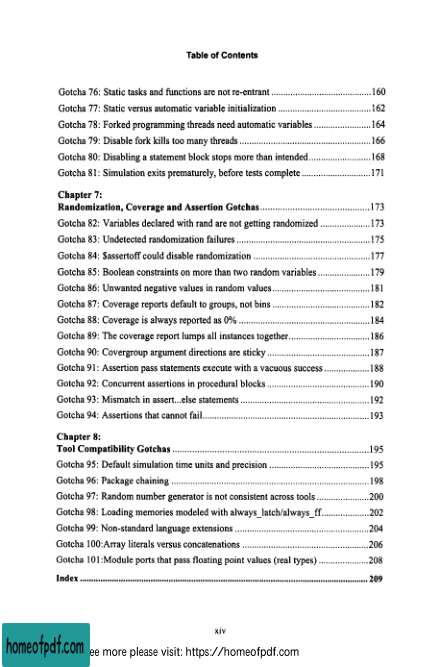 Table of Contents
Gotcha 76: Static tasks and functions are not re-entrant ........................................160
Gotcha 77: Static versus automatic variable initialization ..................................162
Gotcha 78: Forked programming threads need automatic variables ......................164
Gotcha 79: Disable fork kills too many threads ......................................................166
Gotcha 80: Disabling a statement block stops more than intended.........................168
Gotcha 81: Simulation exits prematurely, before tests complete ............................171
Chapter 7:
Randomization, Coverage and Assertion Gotchas.............................................173
Gotcha 82: Variables declared with rand are not getting randomized ....................173
Gotcha 83: Undetected randomization failures ........................................................175
Gotcha 84: $assertoff could disable randomization ................................................177
Gotcha 85: Boolean constraints on more than two random variables .....................179
Gotcha 86: Unwanted negative values in random values........................................181
Gotcha 87: Coverage reports default to groups, not bins ........................................182
Gotcha 88: Coverage is always reported as 0% ......................................................184
Gotcha 89: The coverage report lumps all instances together.................................186
Gotcha 90: Covergroup argument directions are sticky ..........................................187
Gotcha 91: Assertion pass statements execute with a vacuous success ..................188
Gotcha 92: Concurrent assertions in procedural blocks ..........................................190
Gotcha 93: Mismatch in assert...else statements .....................................................192
Gotcha 94: Assertions that cannot fail.....................................................................193
Chapter 8:
Tool Compatibility Gotchas .................................................................................195
Gotcha 95: Default simulation time units and precision .........................................195
Gotcha 96: Package chaining ..................................................................................198
Gotcha 97: Random number generator is not consistent across tools.....................200
Gotcha 98: Loading memories modeled with always_latch/always_ff...................202
Gotcha 99: Non-standard language extensions .......................................................204
Gotcha 100:Array literals versus concatenations ....................................................206
Gotcha 101:Module ports that pass floating point values (real types) ....................208
Index ........................................................................................................................ 209
xiv
homeofpdf.com
ee more please visit: https://homeofpdf.com